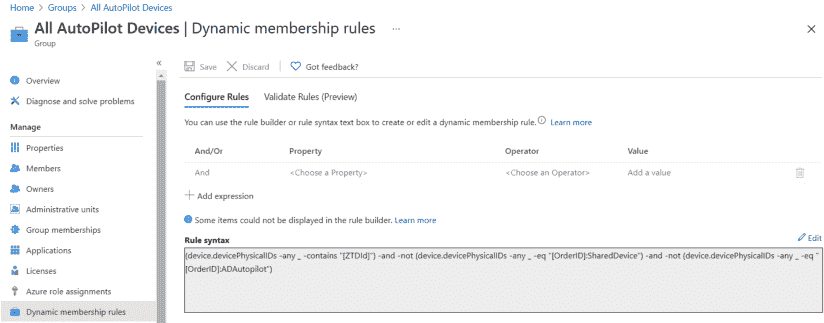 Home > Groups > All AutoPilot Devices
All AutoPilot Devices | Dynamic membership rules ...
Group
Save Discard Got feedback?
Overview
Diagnose and solve problems
Manage
Properties
Members
Owners
Administrative units
Group memberships
Applications
Licenses
Azure role assignments
Dynamic membership rules
Configure Rules Validate Rules (Preview)
You can use the rule builder or rule syntax text box to create or edit a dynamic membership rule. Learn more
And/Or Property Operator Value
And <Choose a Property> <Choose an Operator> Add a value
+ Add expression
Some items could not be displayed in the rule builder. Learn more
Rule syntax Edit
(device.devicePhysicalIDs -any _ -contains "[ZTDId]") -and -not (device.devicePhysicalIDs -any _ -eq "[OrderID]:SharedDevice") -and -not (device.devicePhysicalIDs -any _ -eq "
[OrderID]:ADAutopilot")